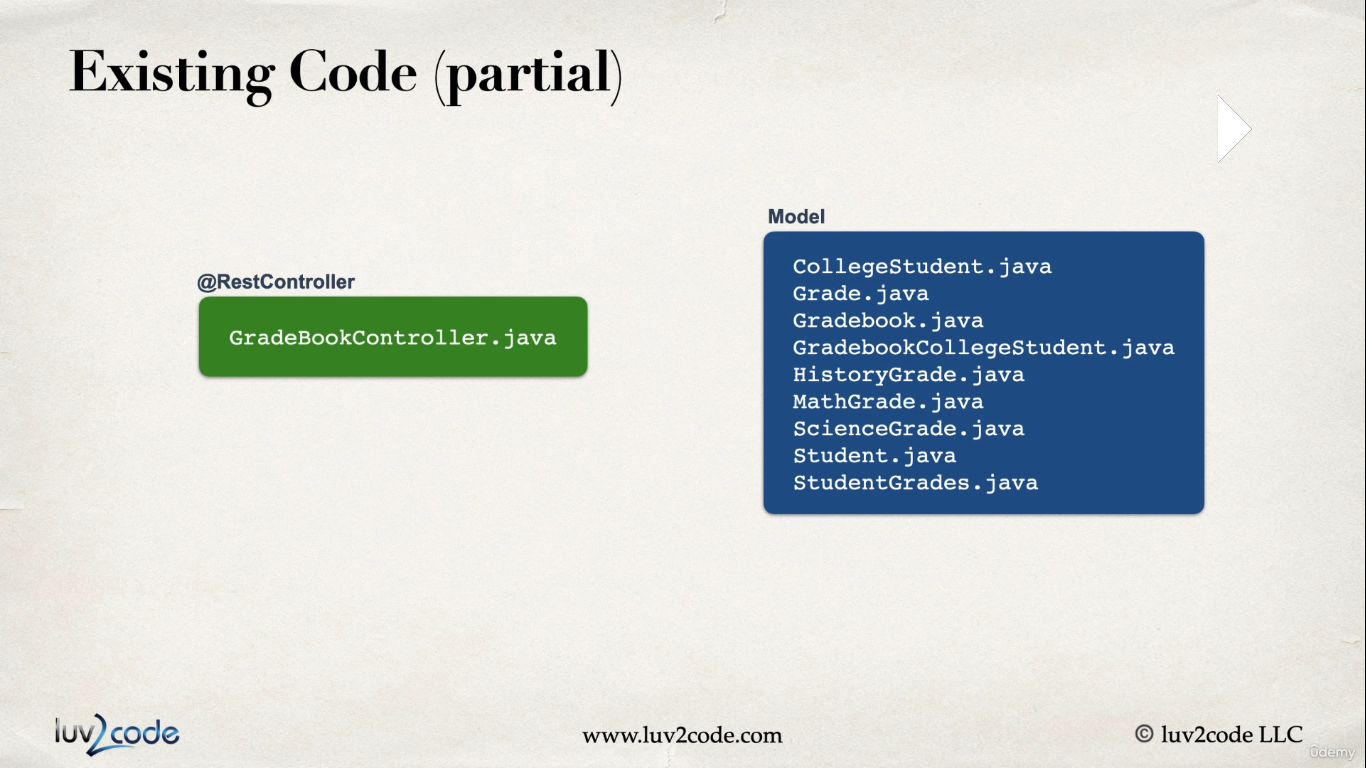 Existing Code (partial)
@RestController
GradeBookController.java
Model
CollegeStudent.java
Grade.java
Gradebook.java
GradebookCollegeStudent.java
HistoryGrade.java
MathGrade.java
ScienceGrade.java
Student.java
StudentGrades.java
luv2code
www.luv2code.com
© luv2code LLC
ûdemy